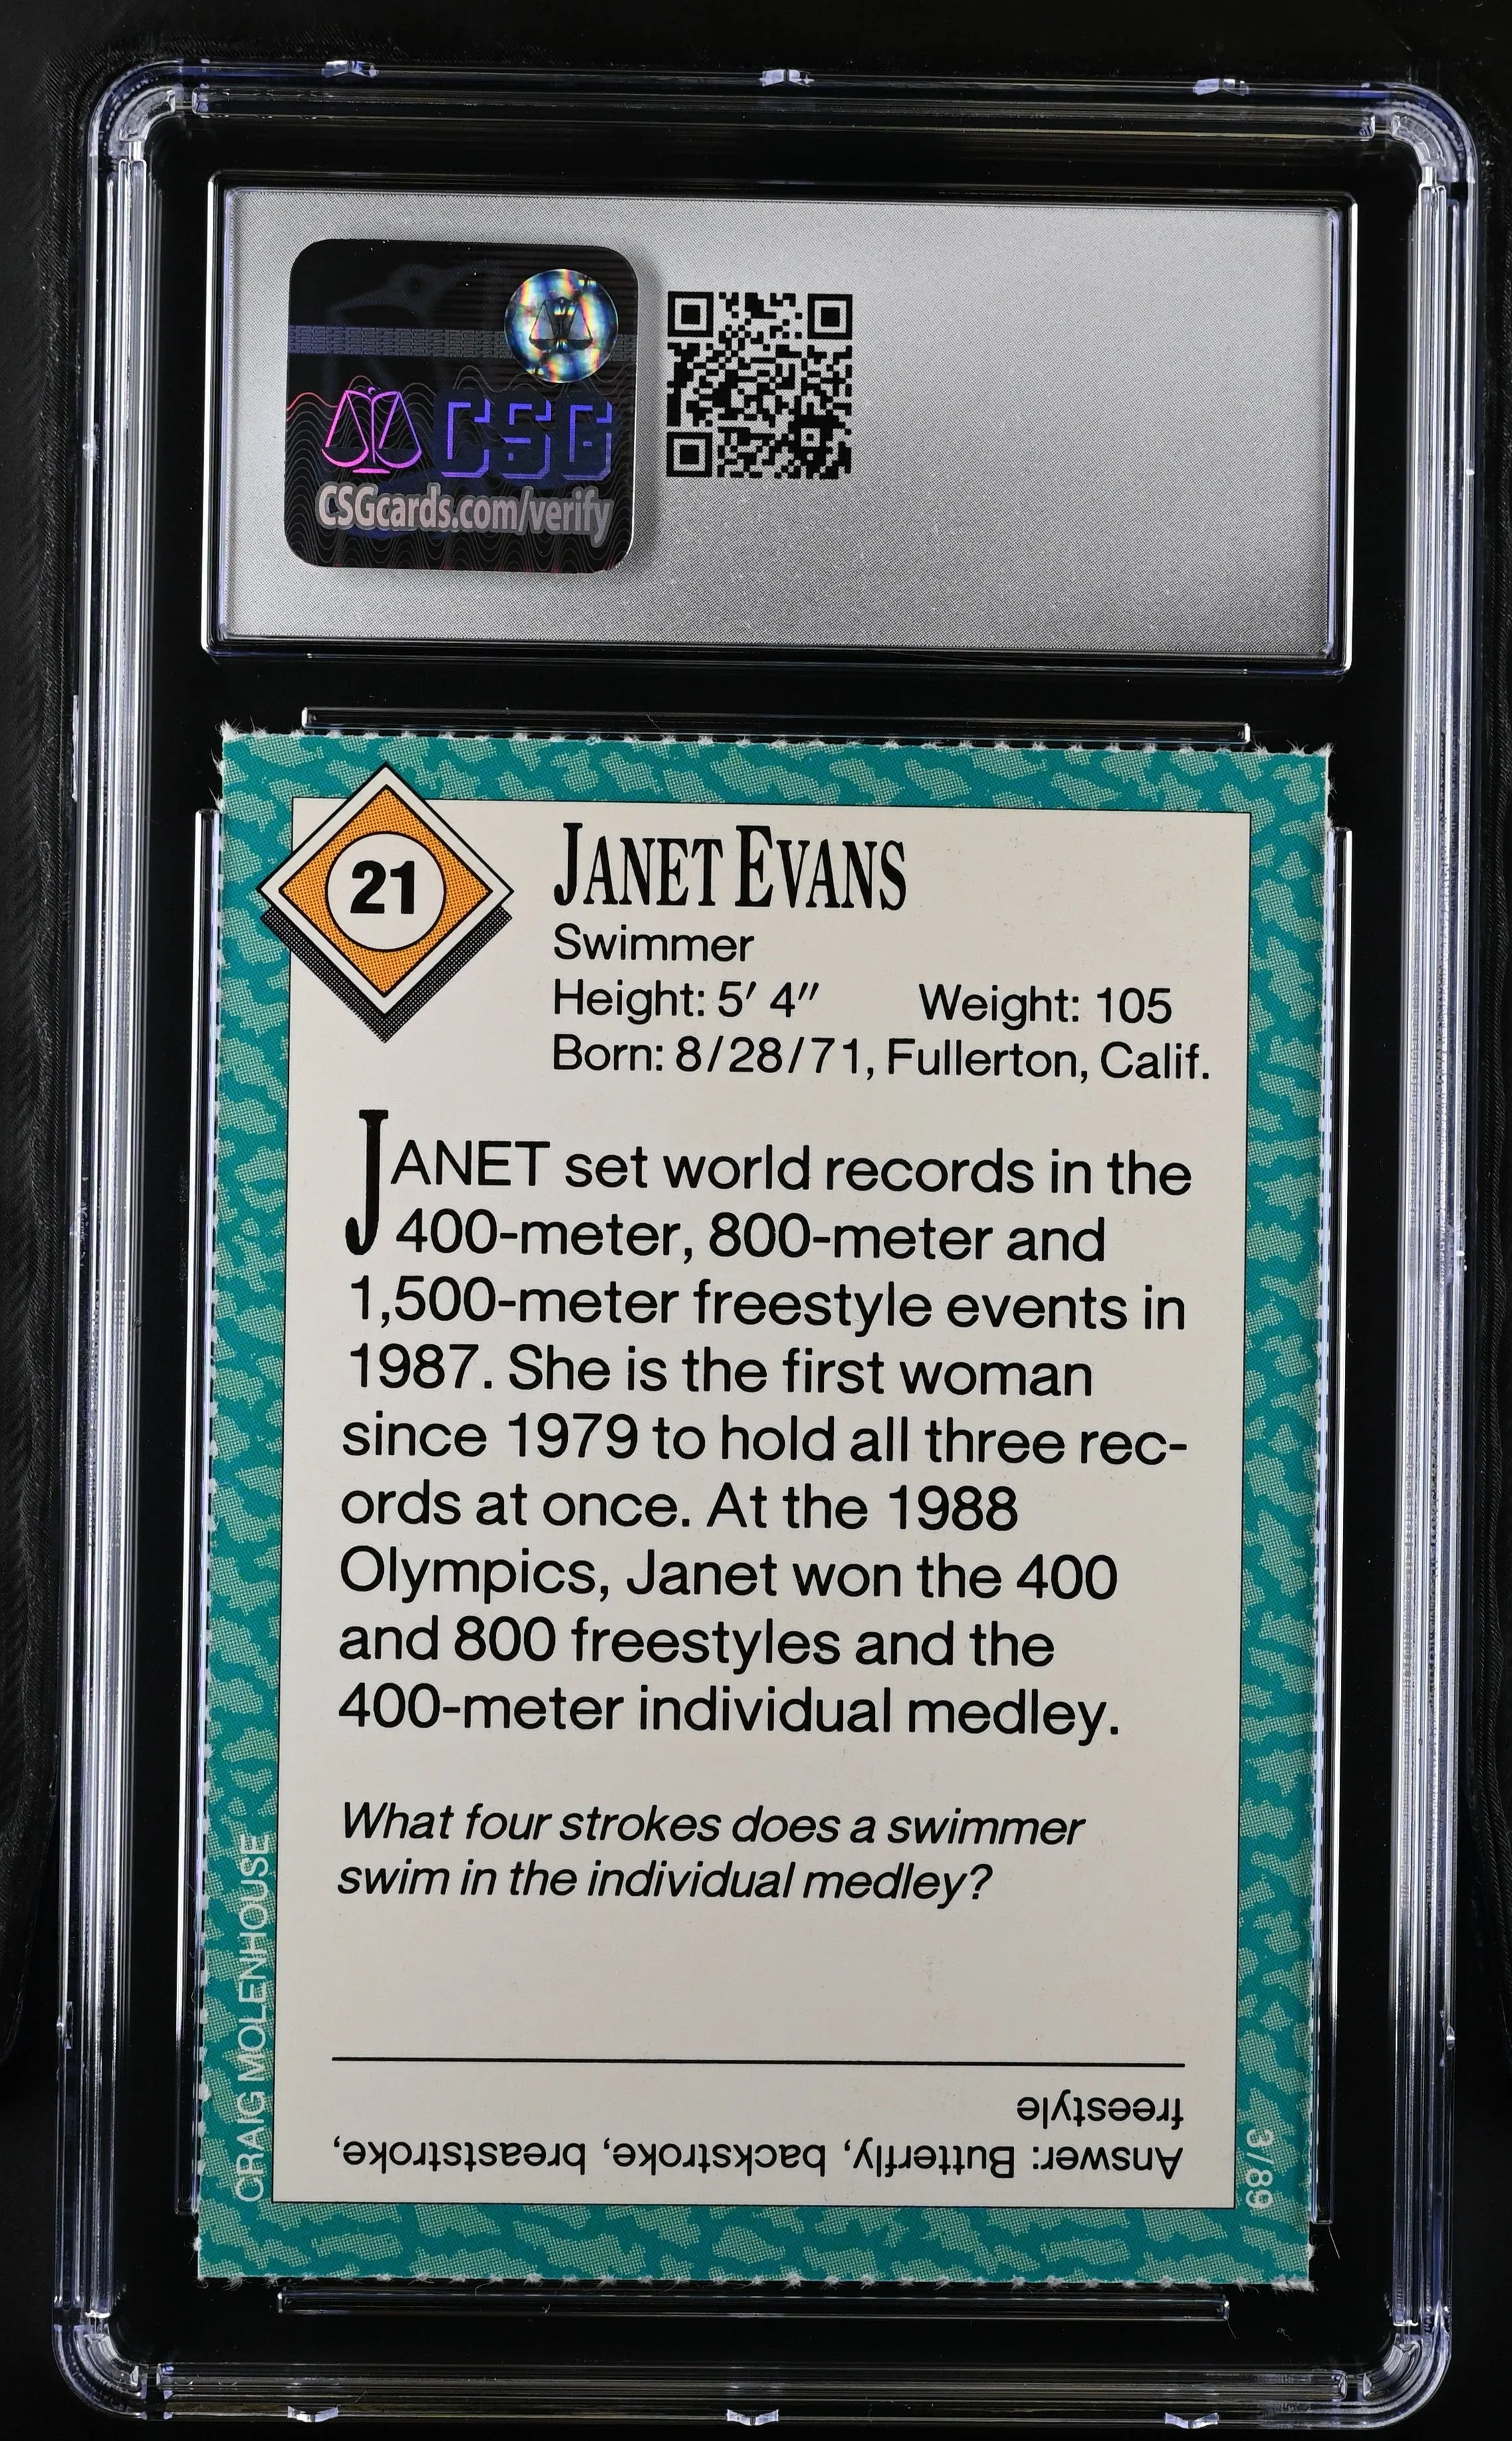 CSG
CSGcards.com/verify
21
JANET EVANS
Swimmer
Height: 5′ 4″ Weight: 105
Born: 8/28/71, Fullerton, Calif.
JANET set world records in the
400-meter, 800-meter and
1,500-meter freestyle events in
1987. She is the first woman
since 1979 to hold all three rec-
ords at once. At the 1988
Olympics, Janet won the 400
and 800 freestyles and the
400-meter individual medley.
What four strokes does a swimmer
swim in the individual medley?
Answer: Butterfly, backstroke, breaststroke,
freestyle
CRAIG MOLENHOUSE
3/89